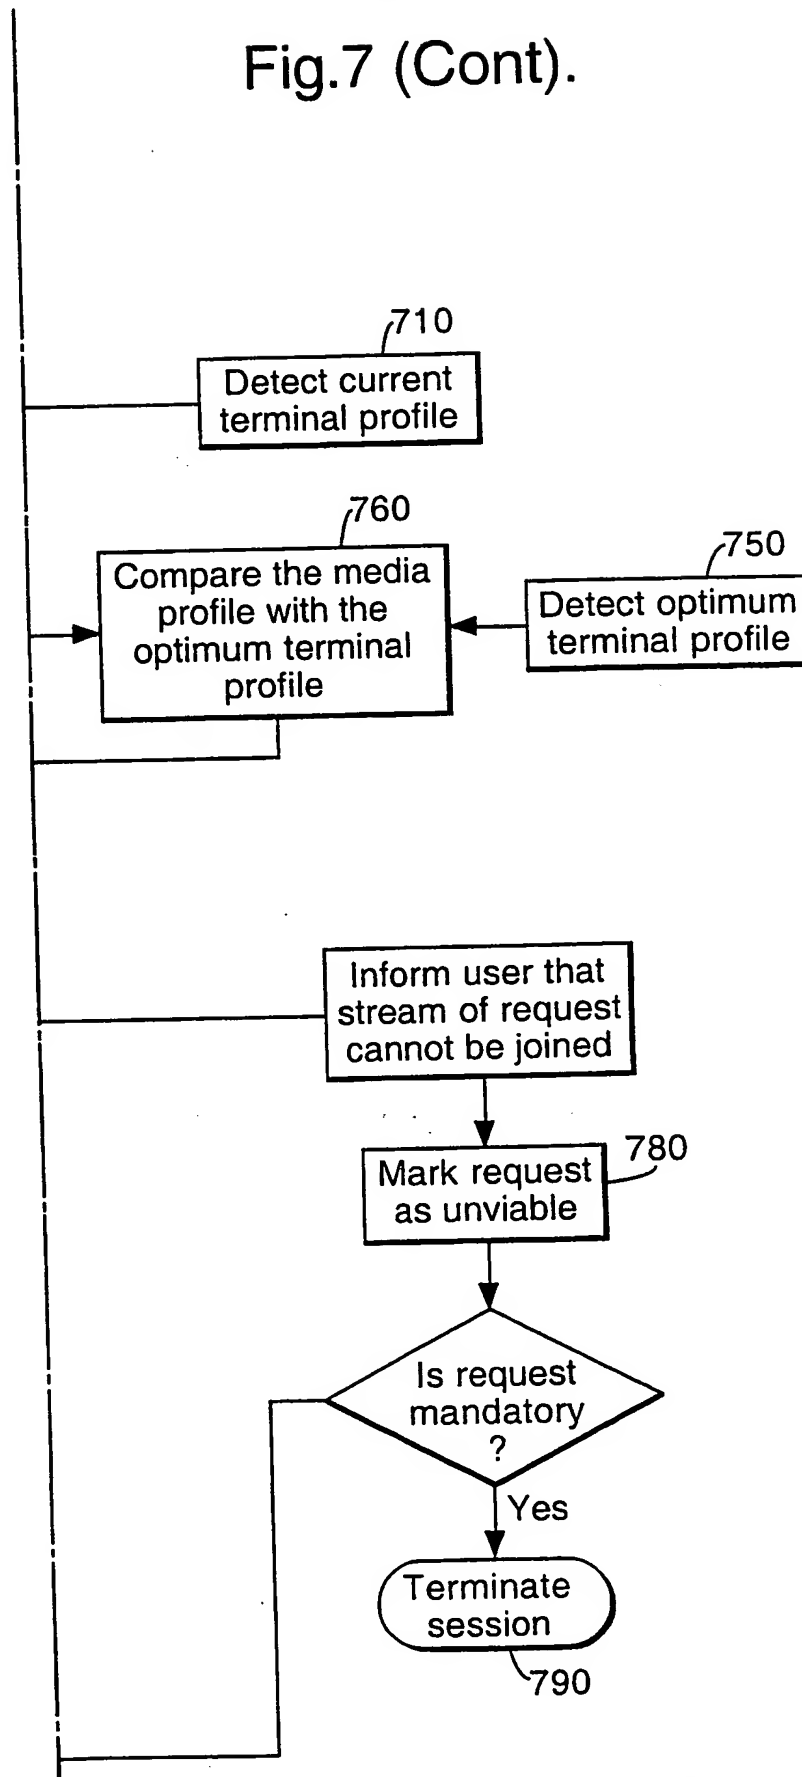 Fig.7 (Cont).
710
Detect current
terminal profile
760
Compare the media
profile with the
optimum terminal
profile
750
Detect optimum
terminal profile
Inform user that
stream of request
cannot be joined
780
Mark request
as unviable
Is request
mandatory
?
Yes
Terminate
session
790